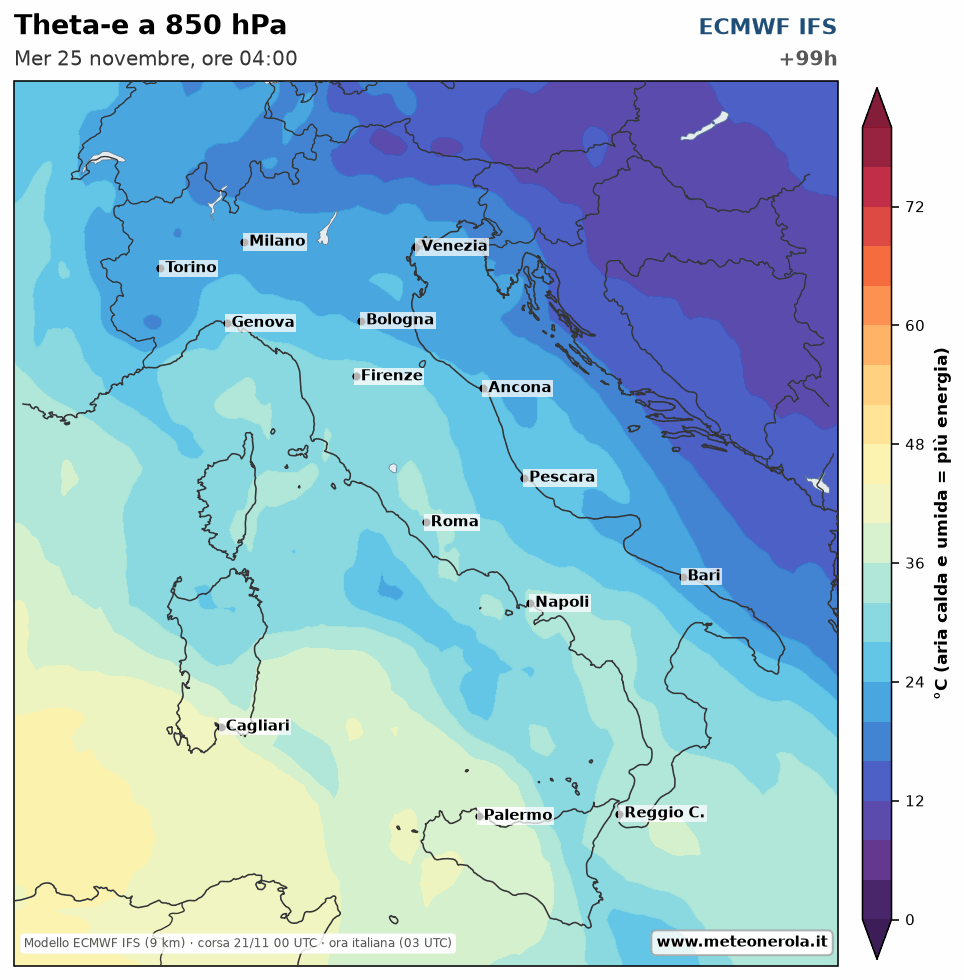 Theta-e a 850 hPa
ECMWF IFS
Mer 25 novembre, ore 04:00
+99h
Milano
Venezia
Torino
Genova
Bologna
Firenze
Ancona
Pescara
Roma
Bari
Napoli
Cagliari
Palermo
Reggio C.
72
60
48
36
24
12
0
°C (aria calda e umida = più energia)
Modello ECMWF IFS (9 km) · corsa 21/11 00 UTC · ora italiana (03 UTC)
www.meteonerola.it